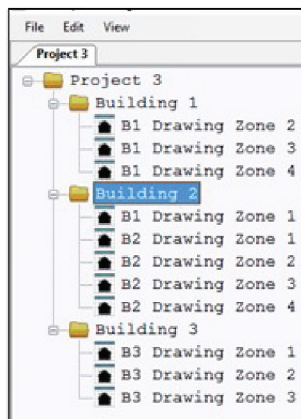 File Edit View
Project 3
Project 3
Building 1
B1 Drawing Zone 2
B1 Drawing Zone 3
B1 Drawing Zone 4
Building 2
B1 Drawing Zone 1
B2 Drawing Zone 1
B2 Drawing Zone 2
B2 Drawing Zone 3
B2 Drawing Zone 4
Building 3
B3 Drawing Zone 1
B3 Drawing Zone 2
B3 Drawing Zone 3